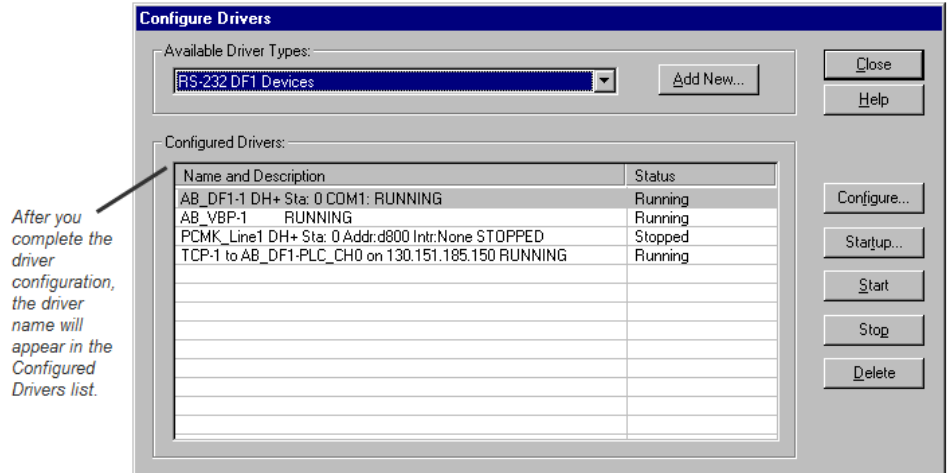 Configure Drivers
Available Driver Types:
RS-232 DF1 Devices
Add New...
Close
Help
Configured Drivers:
Name and Description Status
AB_DF1-1 DH+ Sta: 0 COM1: RUNNING Running
AB_VBP-1 RUNNING Running
PCMK_Line1 DH+ Sta: 0 Addr:d800 Intr:None STOPPED Stopped
TCP-1 to AB_DF1-PLC_CH0 on 130.151.185.150 RUNNING Running
Configure...
Startup...
Start
Stop
Delete
After you
complete the
driver
configuration,
the driver
name will
appear in the
Configured
Drivers list.